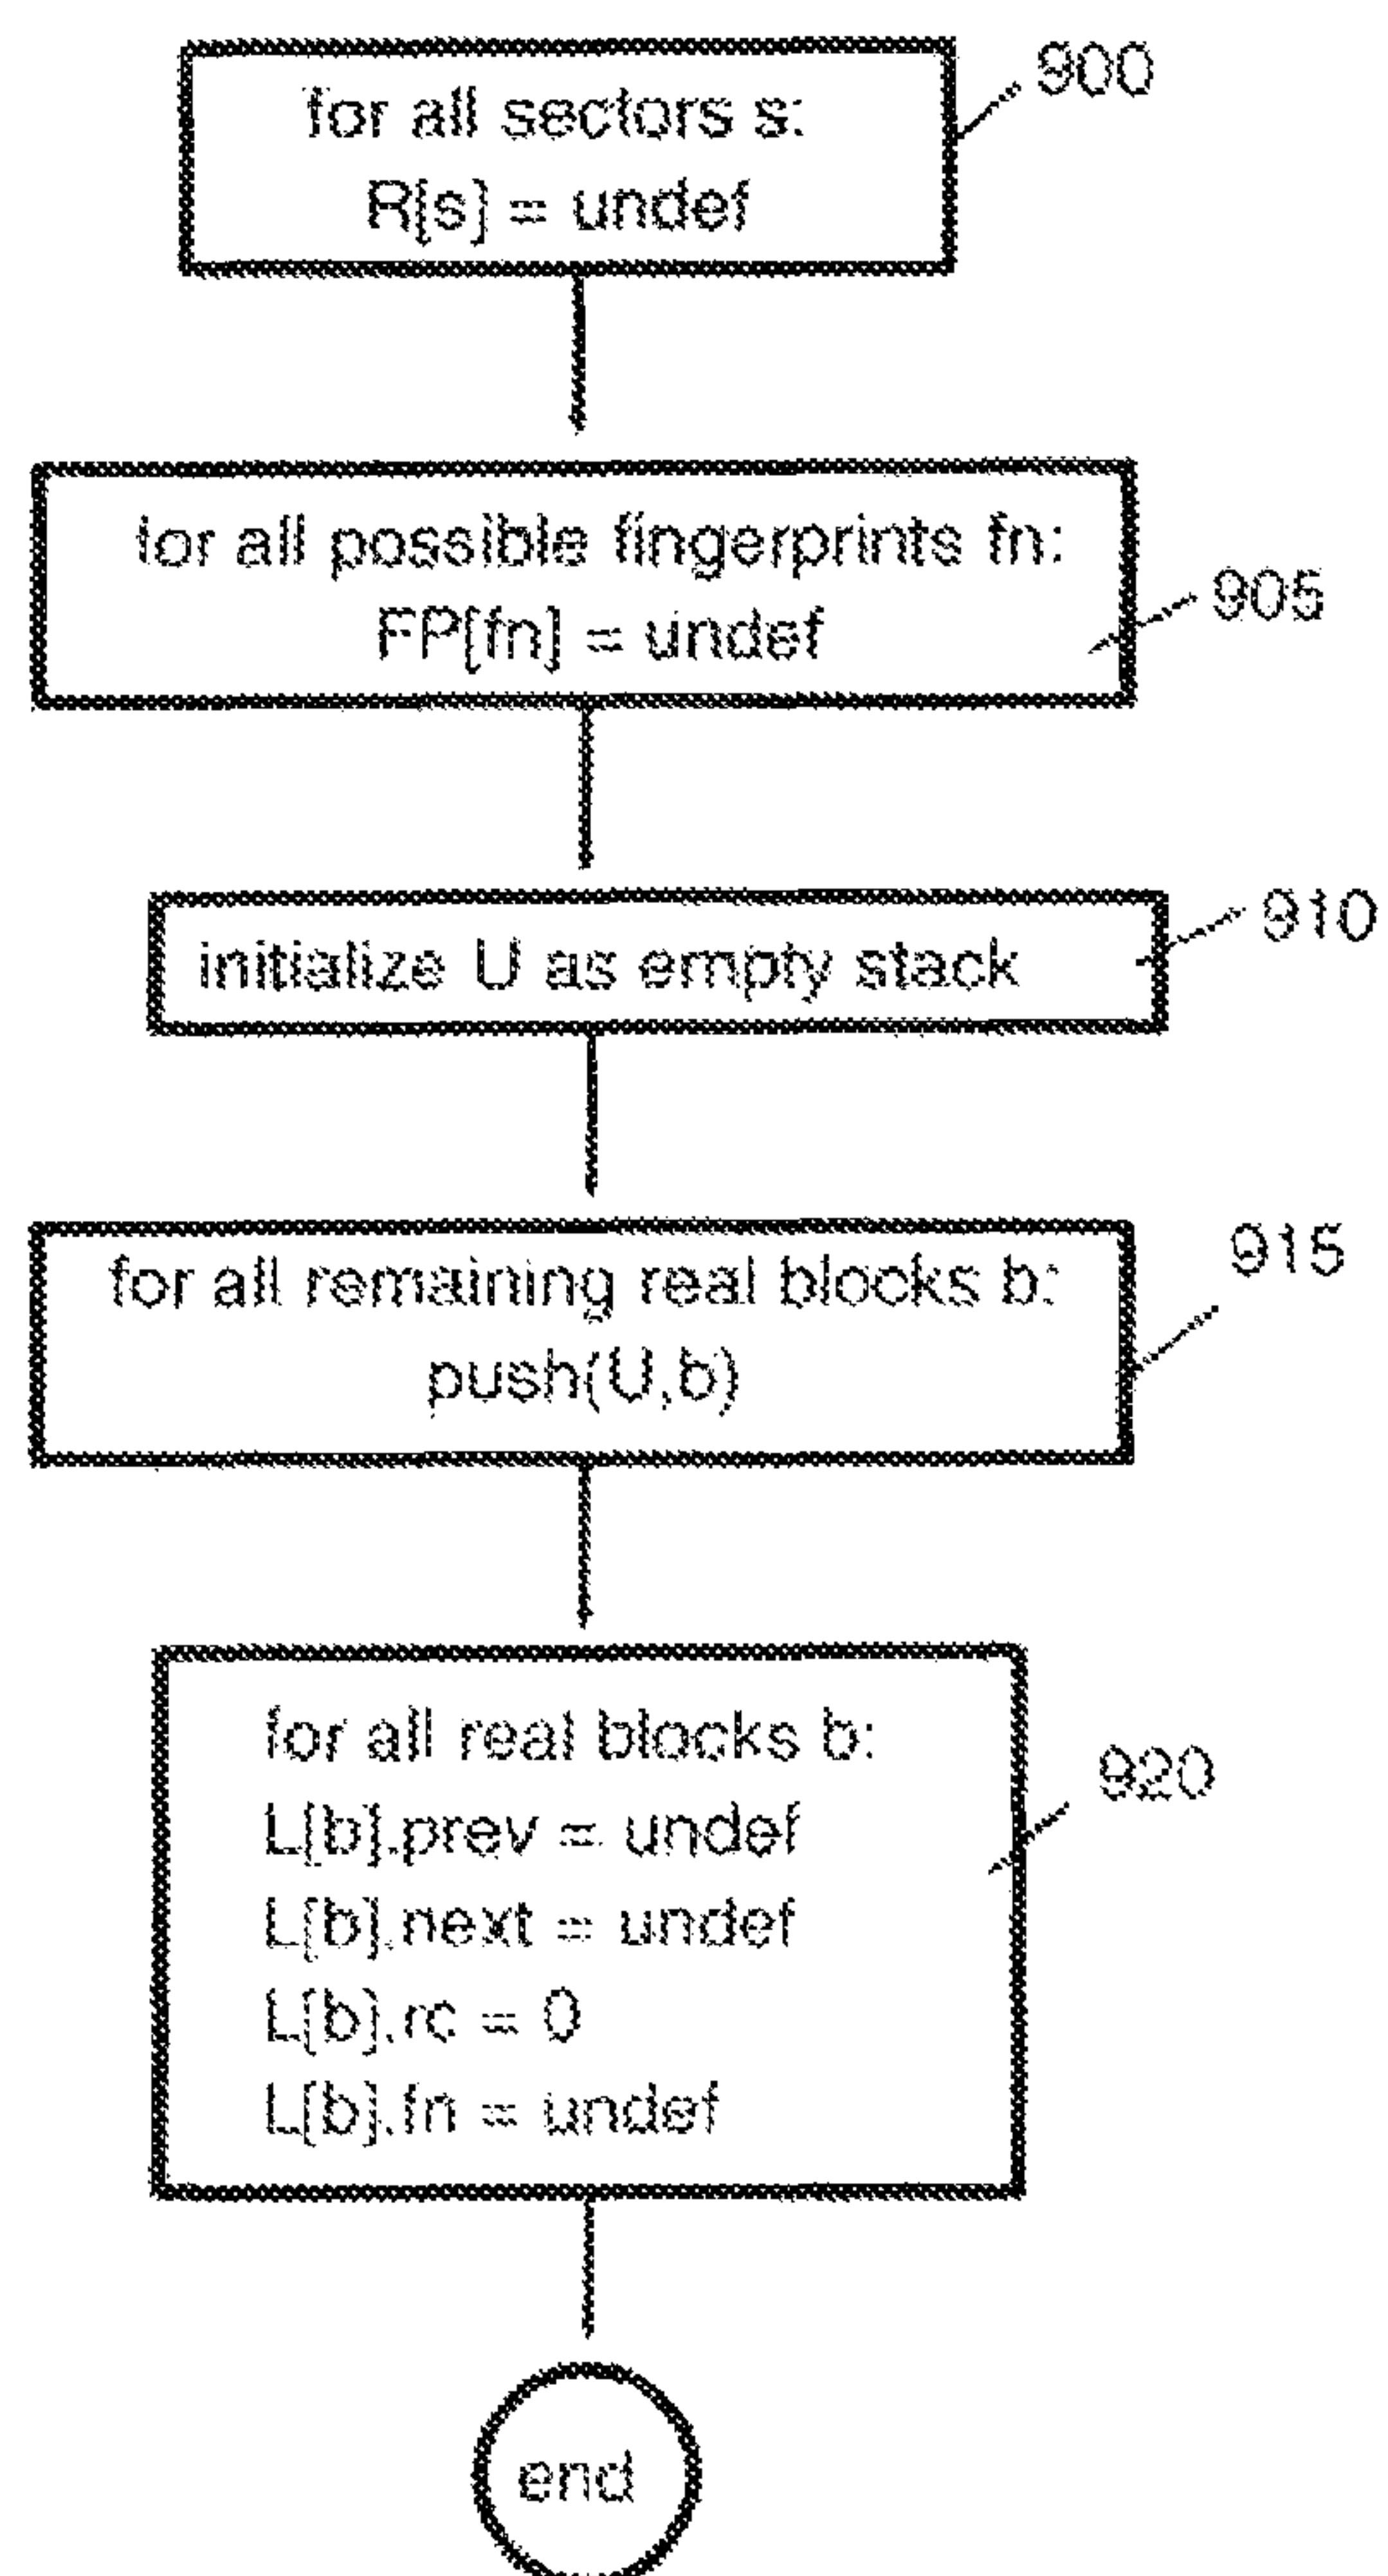 for all sectors s:
R[s] = undef
900
for all possible fingerprints fn:
FP[fn] = undef
905
initialize U as empty stack
910
for all remaining real blocks b:
push(U,b)
915
for all real blocks b:
L[b].prev = undef
L[b].next = undef
L[b].rc = 0
L[b].fn = undef
920
end